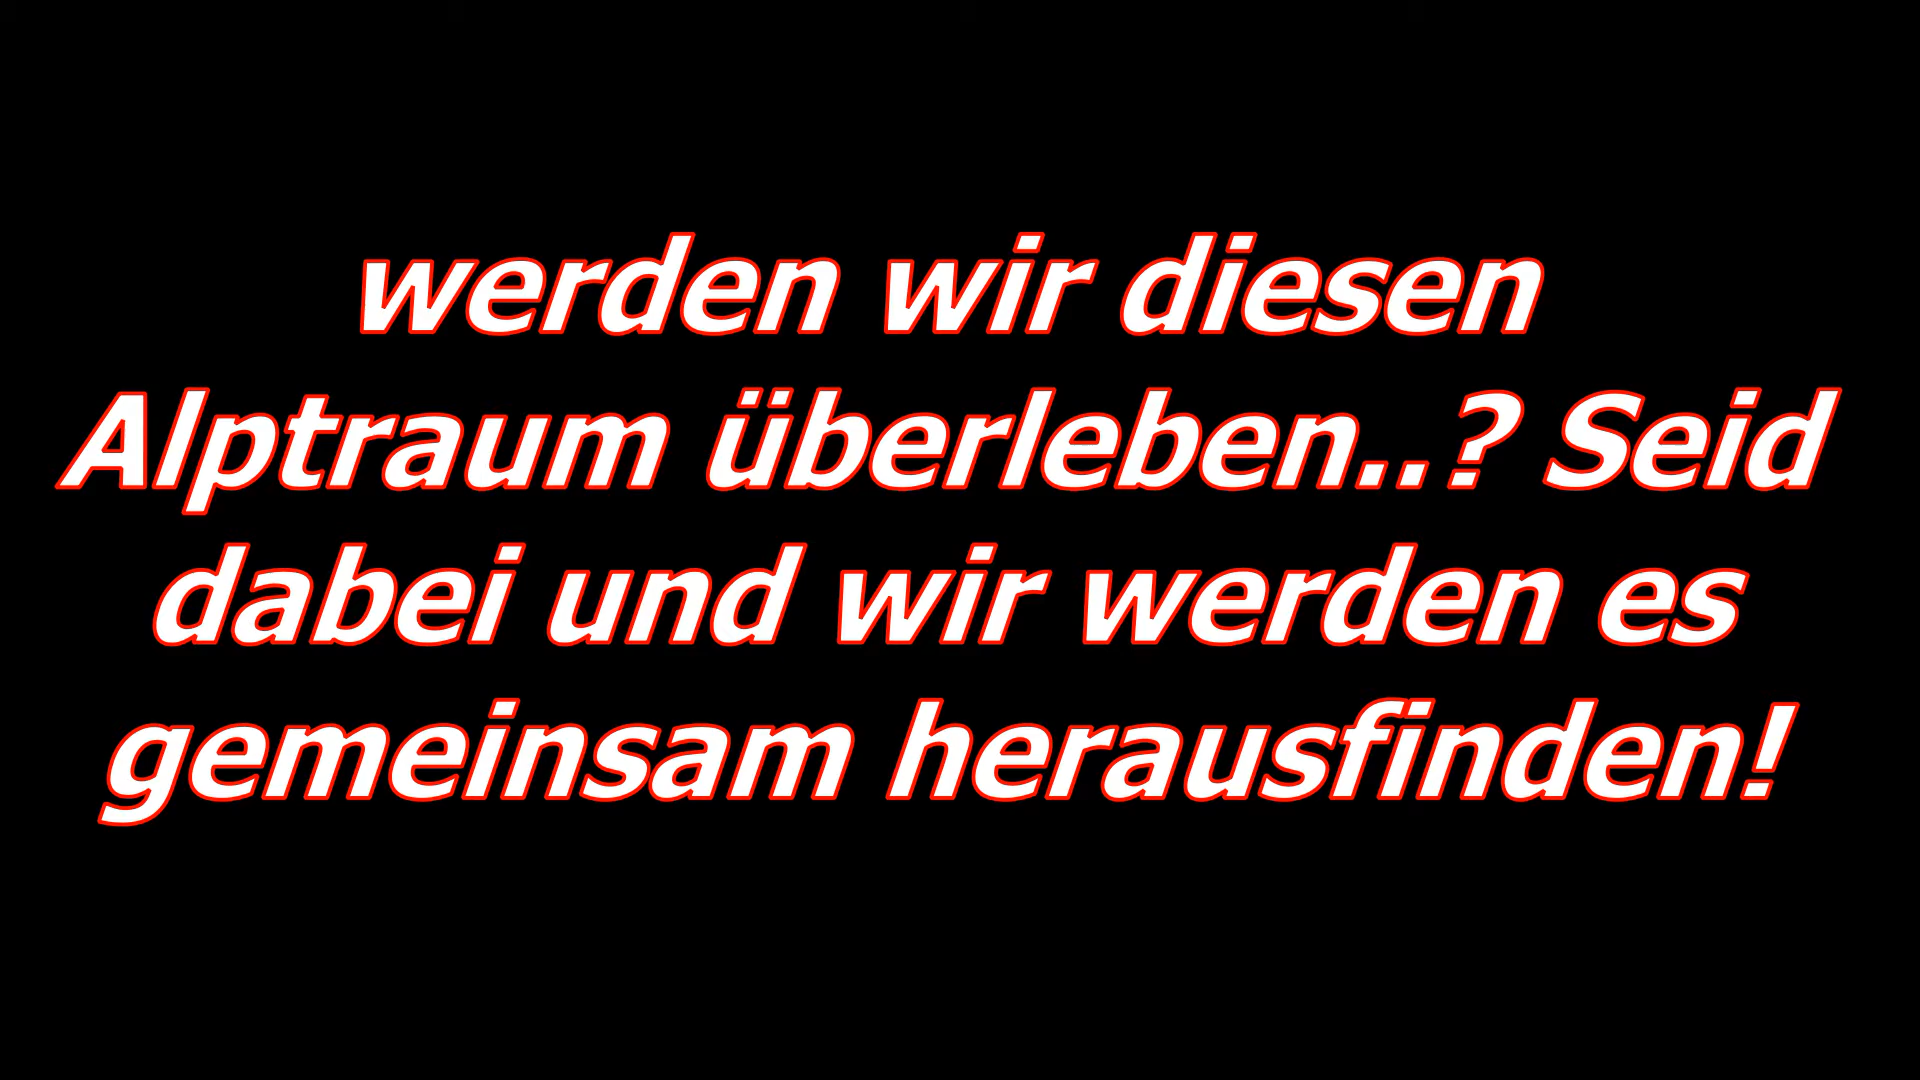 werden wir diesen
Alptraum überleben..? Seid
dabei und wir werden es
gemeinsam herausfinden!